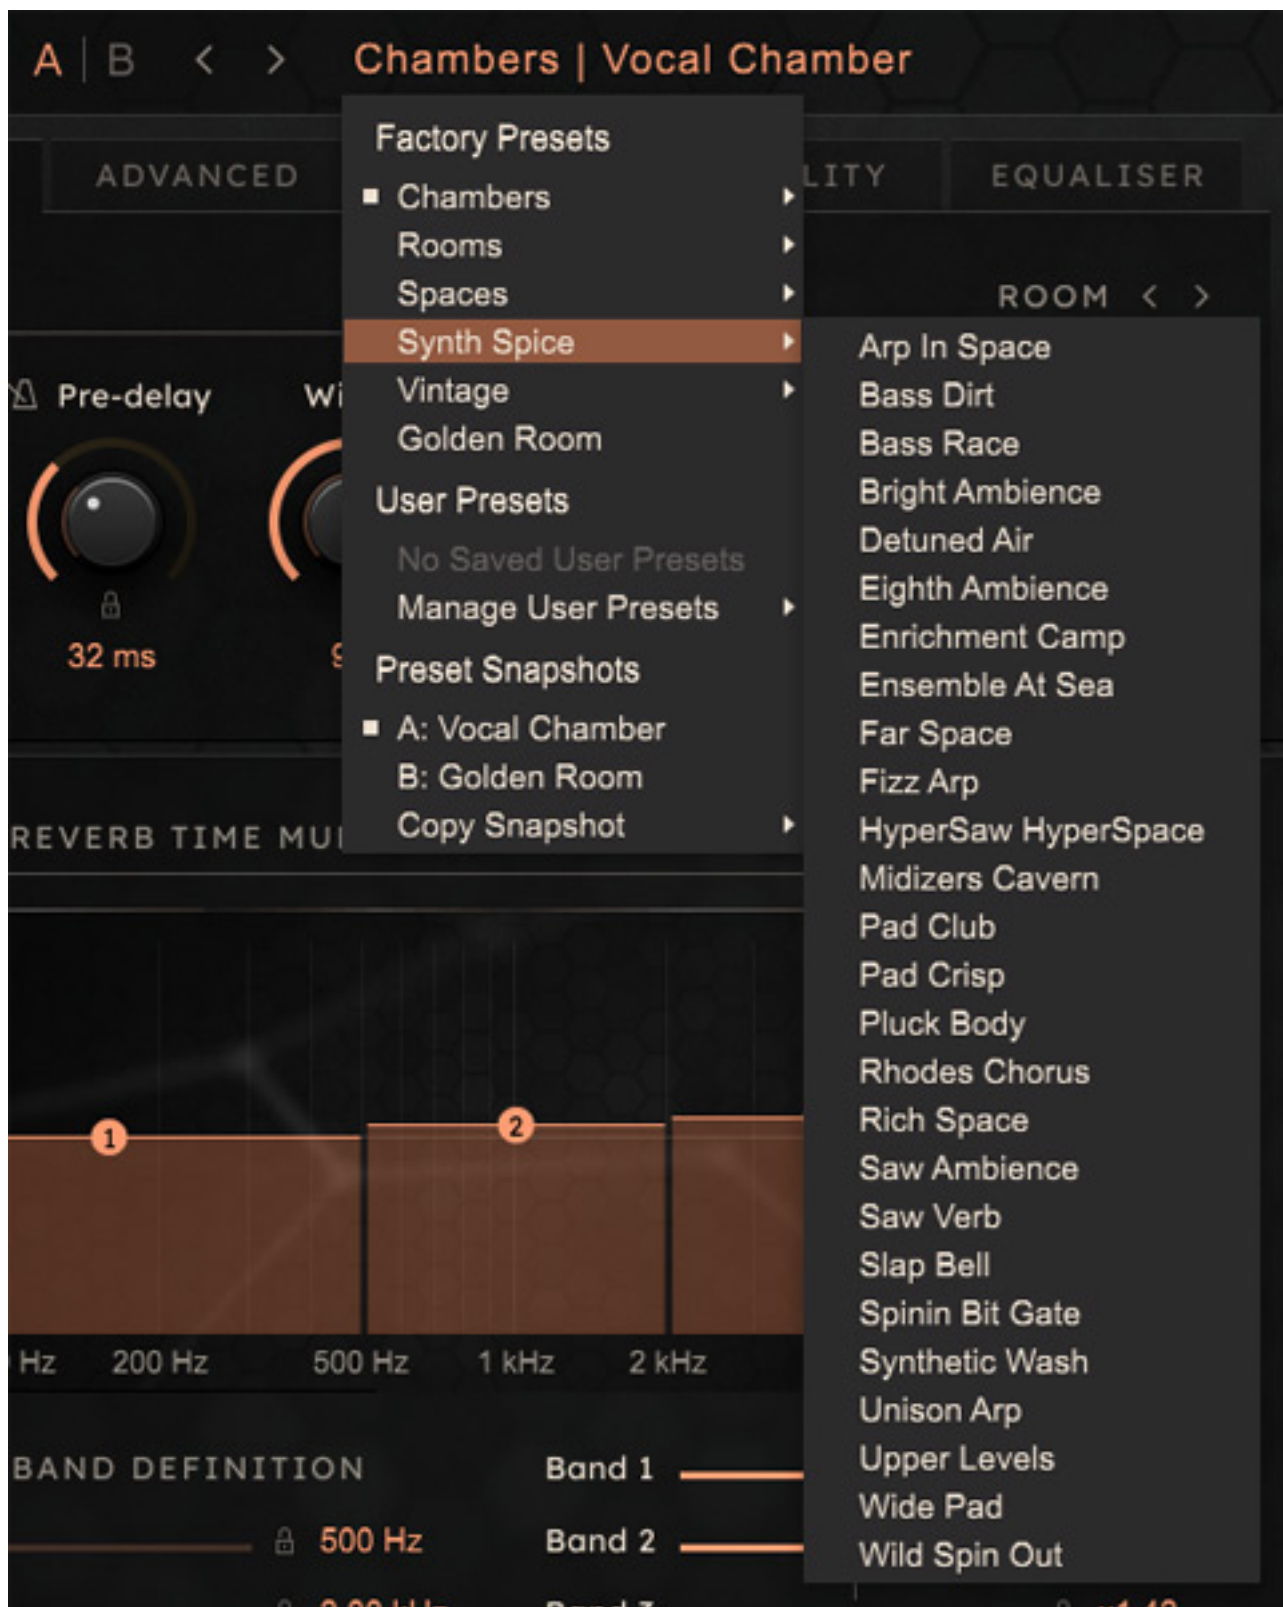 A | B < > Chambers | Vocal Chamber
Factory Presets
ADVANCED
LITY
EQUALISER
Chambers
Rooms
Spaces
ROOM < >
Synth Spice
Vintage
Golden Room
Pre-delay
Wi
User Presets
No Saved User Presets
Manage User Presets
32 ms
Preset Snapshots
A: Vocal Chamber
B: Golden Room
Copy Snapshot
Arp In Space
Bass Dirt
Bass Race
Bright Ambience
Detuned Air
Eighth Ambience
Enrichment Camp
Ensemble At Sea
Far Space
Fizz Arp
HyperSaw HyperSpace
Midizers Cavern
Pad Club
Pad Crisp
Pluck Body
Rhodes Chorus
Rich Space
Saw Ambience
Saw Verb
Slap Bell
Spinin Bit Gate
Synthetic Wash
Unison Arp
Upper Levels
Wide Pad
Wild Spin Out
REVERB TIME MU
1
2
Hz 200 Hz 500 Hz 1 kHz 2 kHz
BAND DEFINITION
Band 1
500 Hz
Band 2